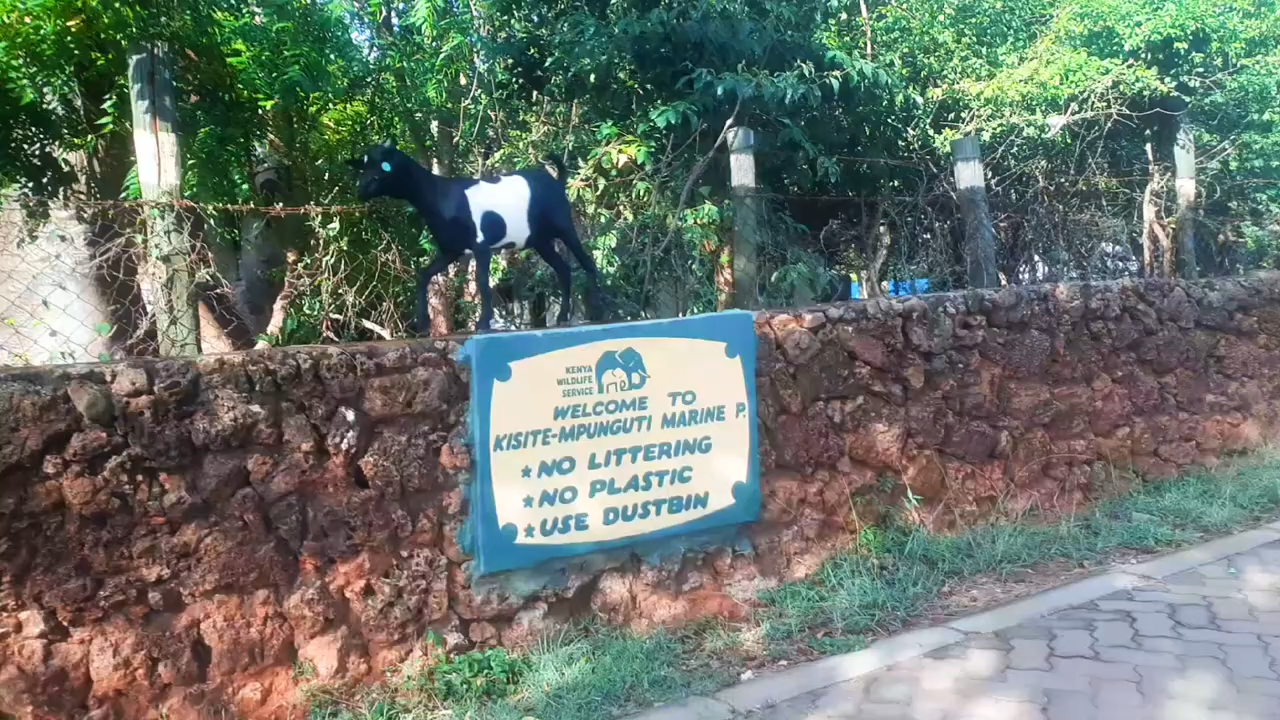 KENYA
WILDLIFE
SERVICE
WELCOME TO
KISITE-MPUNGUTI MARINE P.
* NO LITTERING
* NO PLASTIC
* USE DUSTBIN